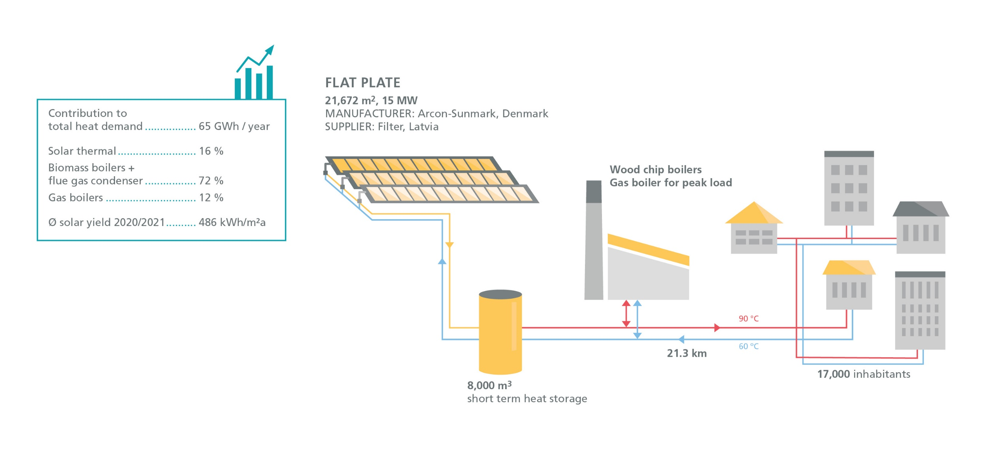 Contribution to
total heat demand ................. 65 GWh / year
Solar thermal .......................... 16 %
Biomass boilers +
flue gas condenser ................. 72 %
Gas boilers .............................. 12 %
Ø solar yield 2020/2021 .......... 486 kWh/m²a
FLAT PLATE
21,672 m², 15 MW
MANUFACTURER: Arcon-Sunmark, Denmark
SUPPLIER: Filter, Latvia
Wood chip boilers
Gas boiler for peak load
90 °C
60 °C
21.3 km
17,000 inhabitants
8,000 m³
short term heat storage